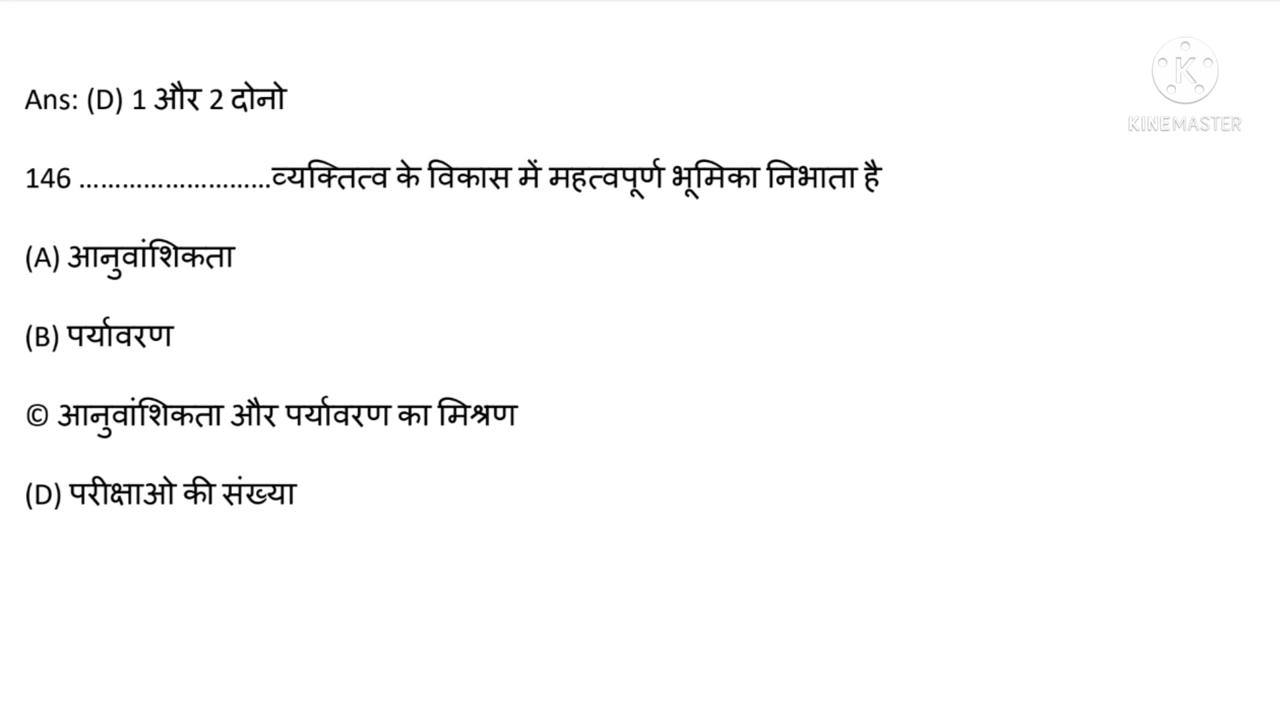 Ans: (D) 1 और 2 दोनो
K
KINEMASTER
146 ...........................व्यक्तित्व के विकास में महत्वपूर्ण भूमिका निभाता है
(A) आनुवांशिकता
(B) पर्यावरण
© आनुवांशिकता और पर्यावरण का मिश्रण
(D) परीक्षाओ की संख्या